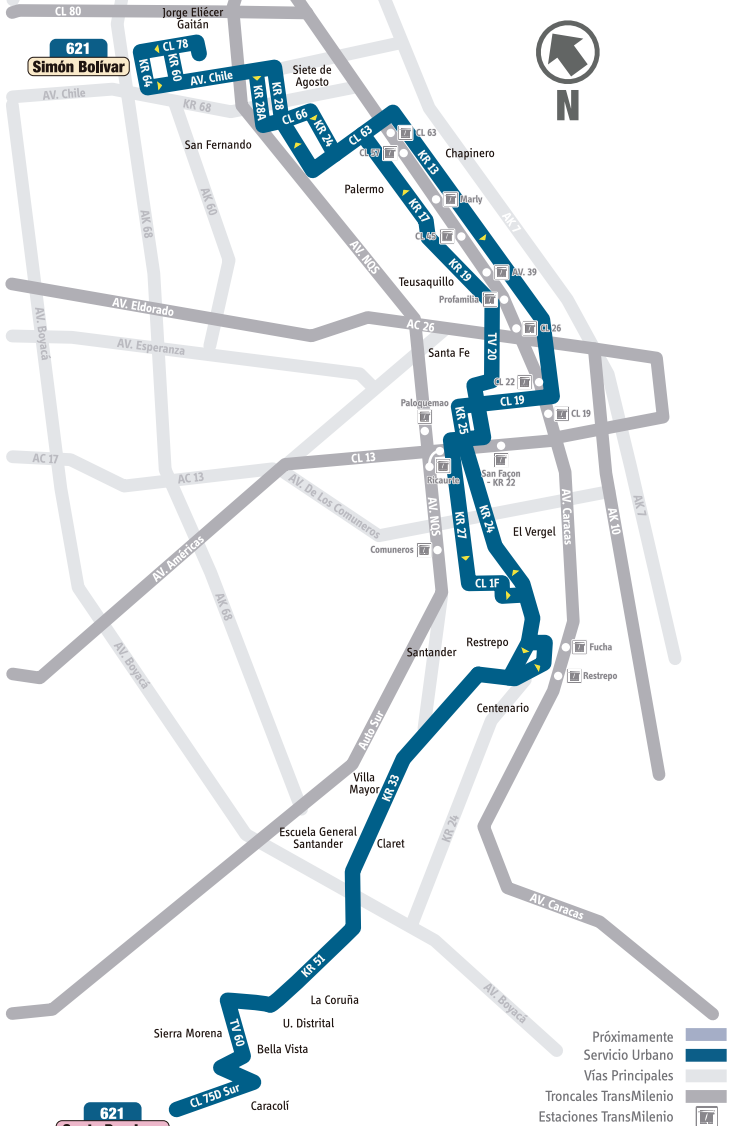 CL 80
Jorge Eliécer
Gaitán
621
Simón Bolívar
CL 78
KR 64
KR 60
AV. Chile
Siete de
Agosto
AV. Chile
KR 68
KR 28A
KR 28
CL 66
KR 24
San Fernando
CL 63
CL 63
N
CL 57
KR 13
Chapinero
Palermo
AK 60
AK 68
KR 17
Marly
AK 7
CL 45
AV. NQS
KR 19
Teusaquillo
AV. 39
Profamilia
AV. Eldorado
AV. Boyacá
AC 26
CL 26
AV. Esperanza
Santa Fe
TV 20
CL 22
Paloquemao
CL 19
KR 25
CL 19
AC 17
CL 13
AC 13
Ricaurte
San Façon
- KR 22
AV. De Los Comuneros
AV. NQS
KR 27
KR 24
AV. Caracas
AK 10
AK 7
El Vergel
Comuneros
AV. Américas
CL 1F
AK 68
Restrepo
Santander
Fucha
AV. Boyacá
Restrepo
Centenario
Auto Sur
Villa
Mayor
KR 33
Escuela General
Santander
Claret
KR 24
AV. Caracas
KR 51
La Coruña
AV. Boyacá
U. Distrital
Sierra Morena
TV 60
Bella Vista
CL 75D Sur
Caracolí
621
Próximamente
Servicio Urbano
Vías Principales
Troncales TransMilenio
Estaciones TransMilenio